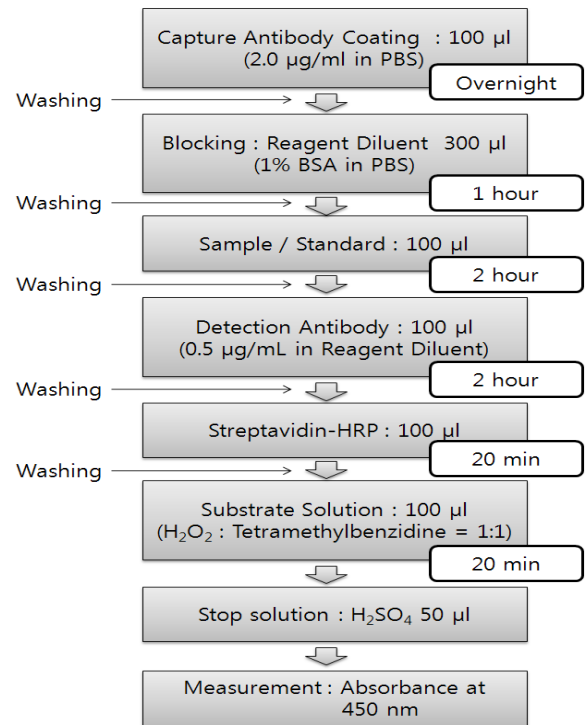 Capture Antibody Coating : 100 μl
(2.0 μg/ml in PBS)
Overnight
Washing
Blocking : Reagent Diluent 300 μl
(1% BSA in PBS)
1 hour
Washing
Sample / Standard : 100 μl
2 hour
Washing
Detection Antibody : 100 μl
(0.5 μg/mL in Reagent Diluent)
2 hour
Washing
Streptavidin-HRP : 100 μl
20 min
Washing
Substrate Solution : 100 μl
(H₂O₂ : Tetramethylbenzidine = 1:1)
20 min
Stop solution : H₂SO₄ 50 μl
Measurement : Absorbance at
450 nm